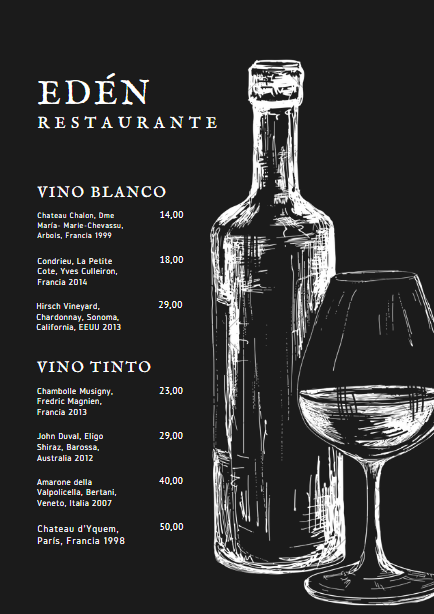 EDÉN
RESTAURANTE
VINO BLANCO
Chateau Chalon, Dme 14,00
María- Marie-Chevassu,
Arbois, Francia 1999
Condrieu, La Petite 18,00
Cote, Yves Culleiron,
Francia 2014
Hirsch Vineyard, 29,00
Chardonnay, Sonoma,
California, EEUU 2013
VINO TINTO
Chambolle Musigny, 23,00
Fredric Magnien,
Francia 2013
John Duval, Eligo 29,00
Shiraz, Barossa,
Australia 2012
Amarone della 40,00
Valpolicella, Bertani,
Veneto, Italia 2007
Chateau d'Yquem, 50,00
París, Francia 1998